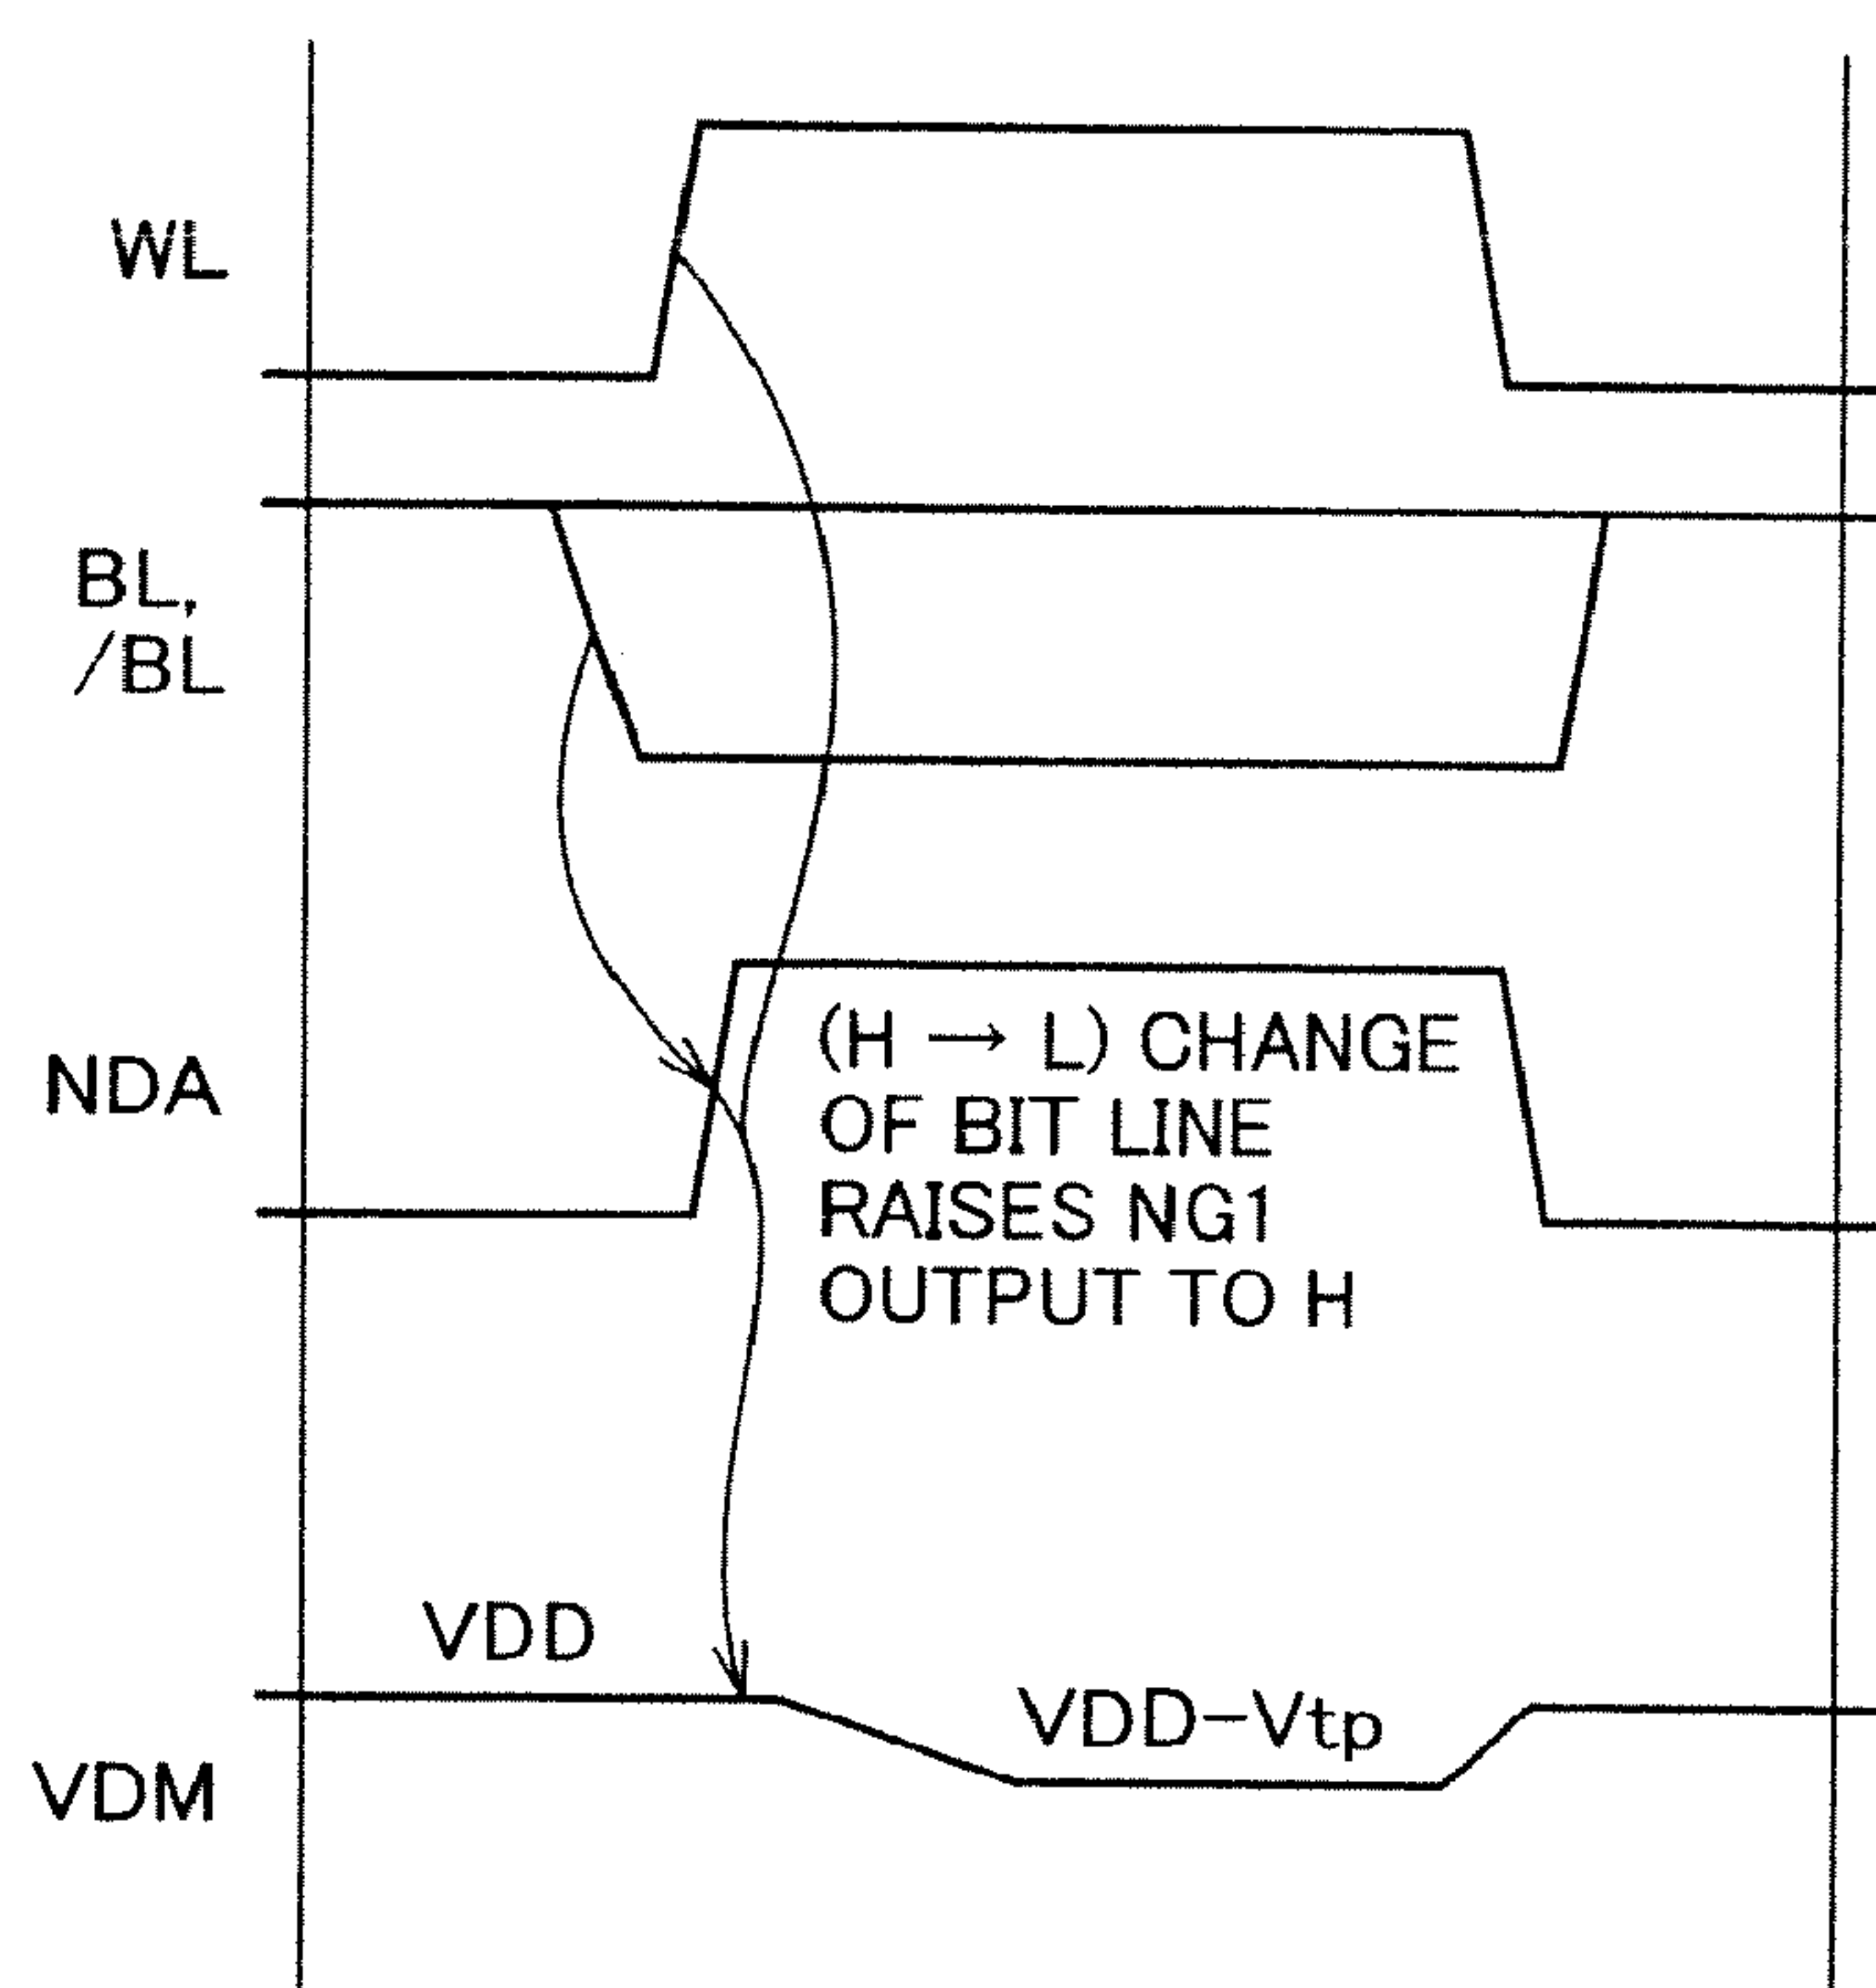 WL
BL,
/BL
NDA
(H → L) CHANGE
OF BIT LINE
RAISES NG1
OUTPUT TO H
VDD
VDD-Vtp
VDM